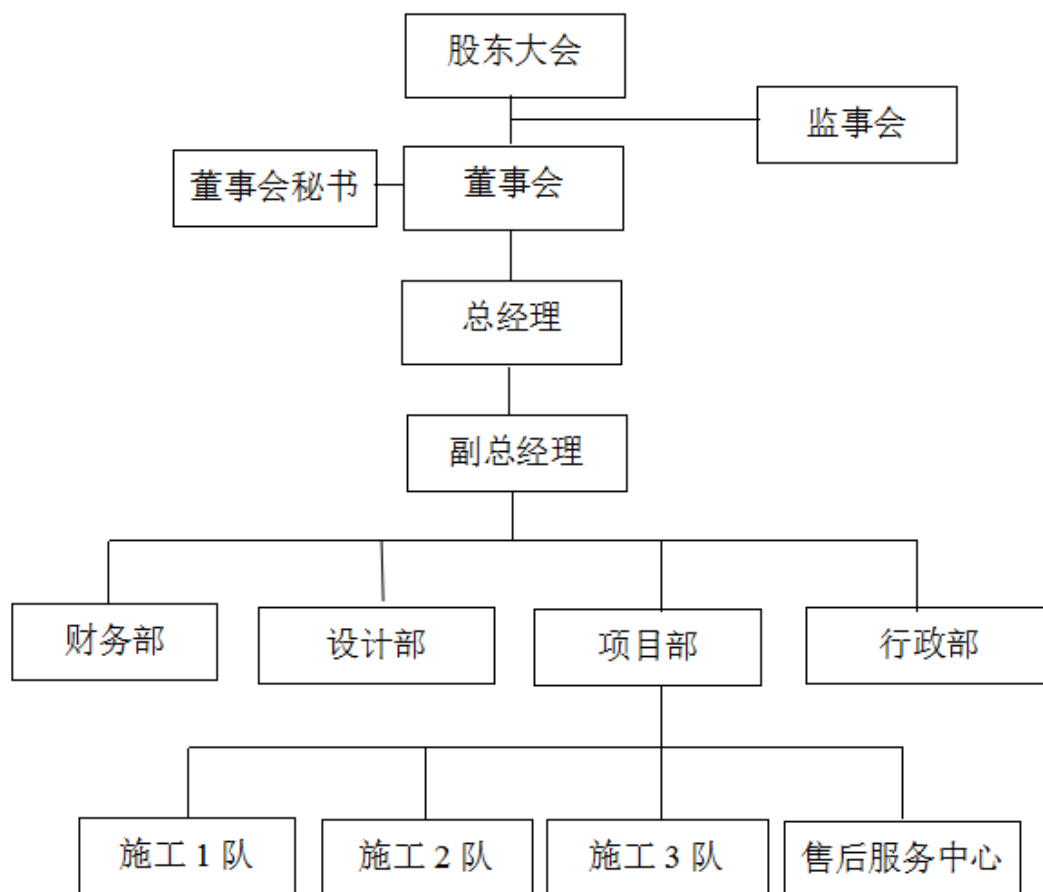 股东大会
监事会
董事会秘书
董事会
总经理
副总经理
财务部
设计部
项目部
行政部
施工 1 队
施工 2 队
施工 3 队
售后服务中心